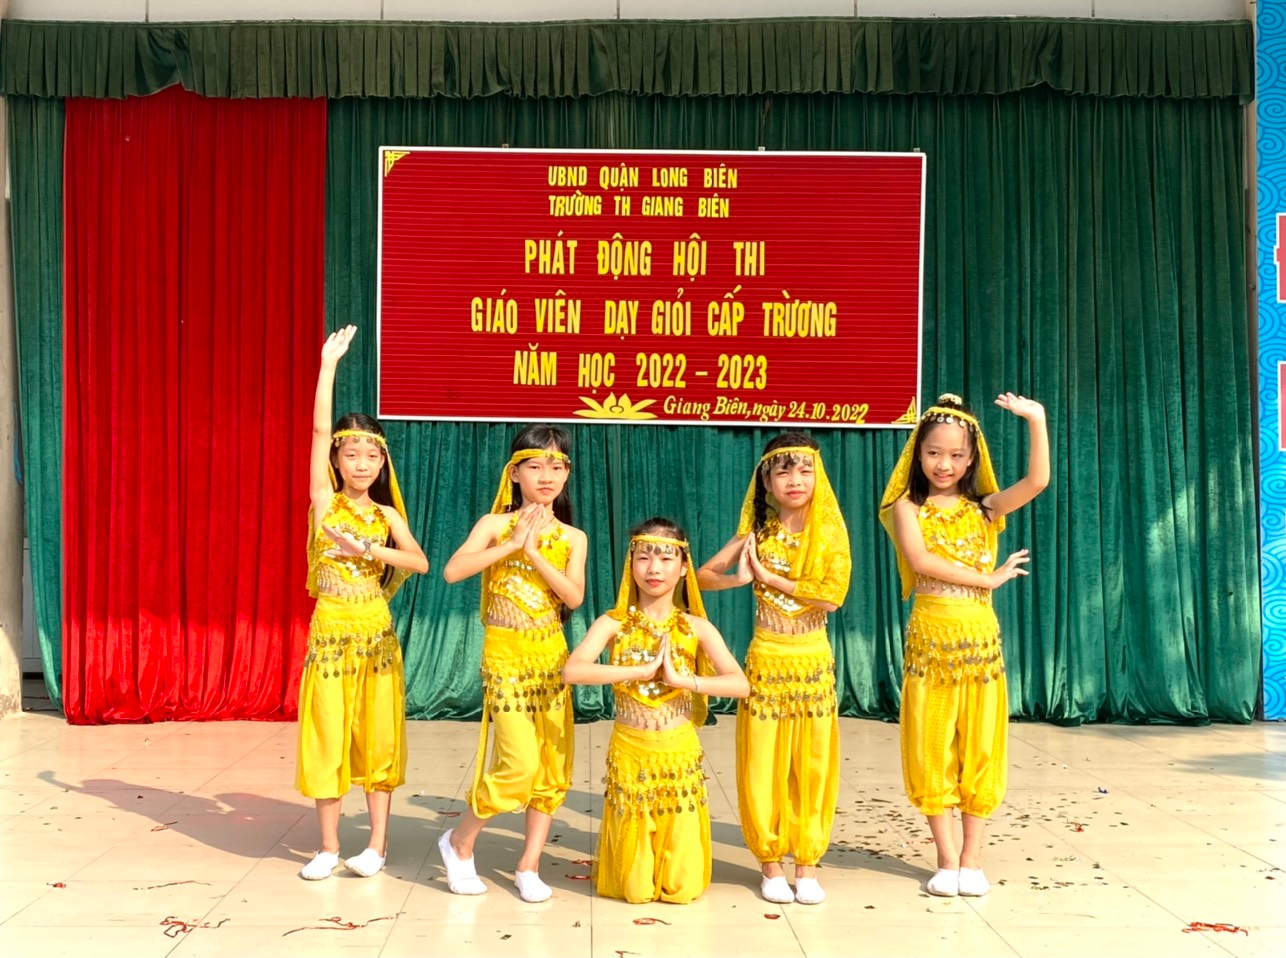 UBND QUẬN LONG BIÊN
TRƯỜNG TH GIANG BIÊN
PHÁT ĐỘNG HỘI THI
GIÁO VIÊN DẠY GIỎI CẤP TRƯỜNG
NĂM HỌC 2022 - 2023
Giang Biên, ngày 24.10.2022